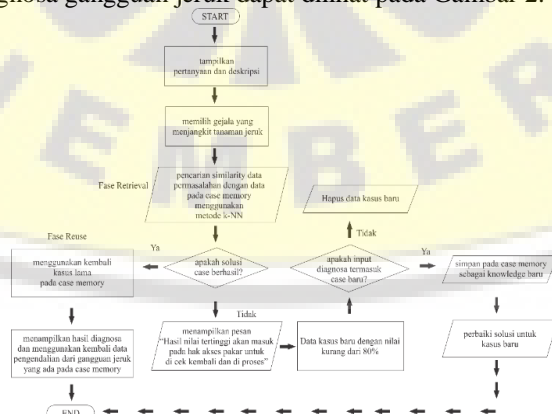 diagnosa gangguan jeruk dapat dilihat pada Gambar 2.
START
tampilkan
pertanyaan dan deskripsi
memilih gejala yang
menjangkit tanaman jeruk
Fase Retrieval
pencarian similarity data
permasalahan dengan data
pada case memory
menggunakan
metode k-NN
Hapus data kasus baru
Tidak
Fase Reuse
menggunakan kembali
kasus lama
pada case memory
Ya
apakah solusi
case berhasil?
apakah input
diagnosa termasuk
case baru?
Ya
simpan pada case memory
sebagai knowledge baru
Tidak
menampilkan hasil diagnosa
dan menggunakan kembali data
pengendalian dari gangguan jeruk
yang ada pada case memory
menampilkan pesan
"Hasil nilai tertinggi akan masuk
pada hak akses pakar untuk
di cek kembali dan di proses"
Data kasus baru dengan nilai
kurang dari 80%
perbaiki solusi untuk
kasus baru
END
EMBER